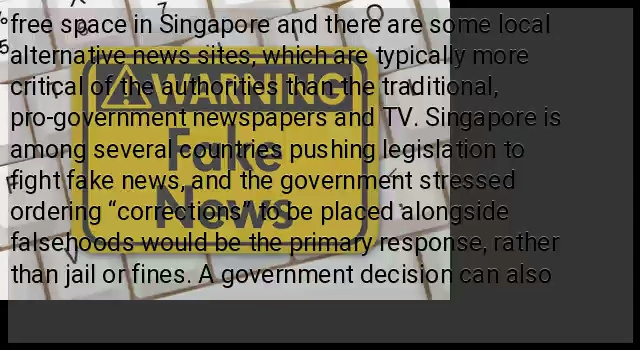 free space in Singapore and there are some local
alternative news sites, which are typically more
critical of the authorities than the traditional,
pro-government newspapers and TV. Singapore is
among several countries pushing legislation to
fight fake news, and the government stressed
ordering “corrections” to be placed alongside
falsehoods would be the primary response, rather
than jail or fines. A government decision can also
WARNING
Fake
News